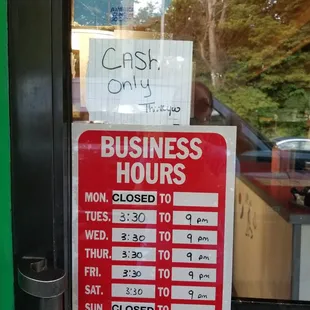 CASH
only
Thankyou
BUSINESS
HOURS
MON. CLOSED TO
TUES. 3:30 TO 9 pm
WED. 3:30 TO 9 pm
THUR. 3:30 TO 9 pm
FRI. 3:30 TO 9 pm
SAT. 3:30 TO 9 pm
SUN. CLOSED TO